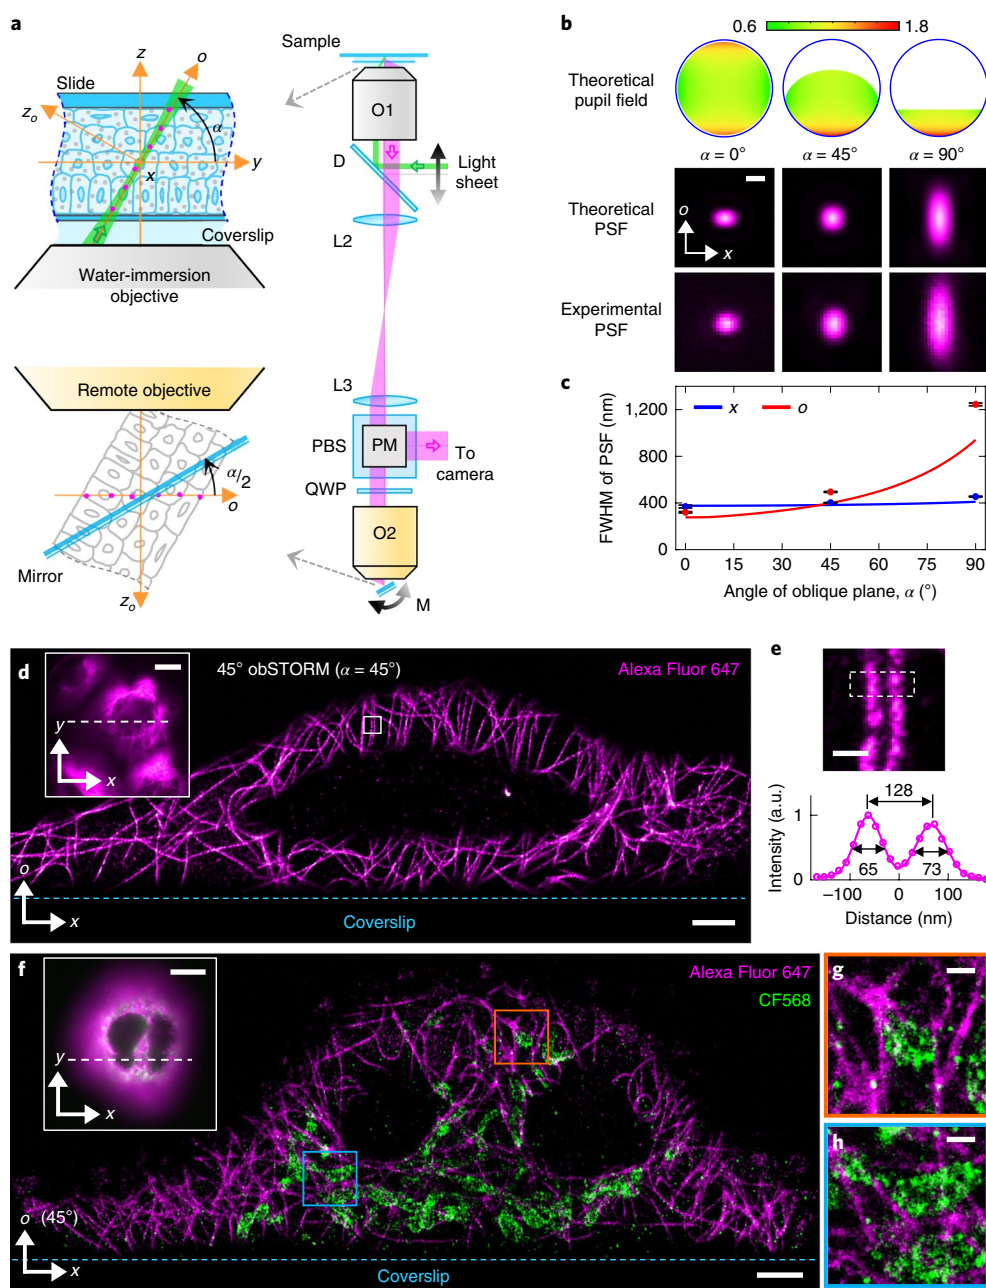 a
z
o
Slide
z_o
α
y
x
Coverslip
Water-immersion
objective
Remote objective
α/2
o
Mirror
z_o
Sample
O1
D
Light
sheet
L2
L3
PBS
PM
To
camera
QWP
O2
M
b
0.6
1.8
Theoretical
pupil field
α = 0°
α = 45°
α = 90°
Theoretical
PSF
o
x
Experimental
PSF
c
x
o
FWHM of PSF (nm)
1,200
800
400
0
0
15
30
45
60
75
90
Angle of oblique plane, α (°)
d
45° obSTORM (α = 45°)
Alexa Fluor 647
y
x
o
x
Coverslip
e
128
Intensity (a.u.)
1
0
65
73
−100
0
100
Distance (nm)
f
Alexa Fluor 647
CF568
y
x
o (45°)
x
Coverslip
g
h